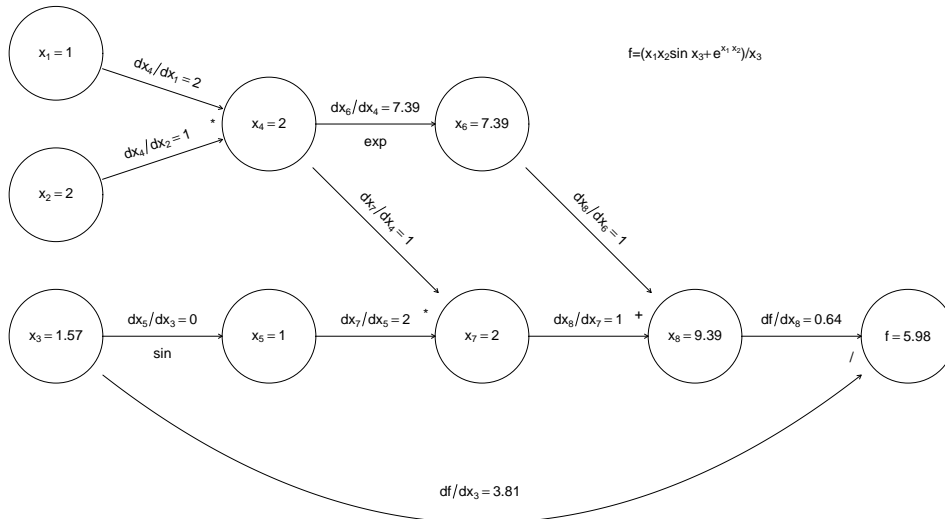 x₁ = 1
f=(x₁x₂sin x₃+e^{x₁ x₂})/x₃
dx₄/dx₁ = 2
dx₆/dx₄ = 7.39
*
x₄ = 2
x₆ = 7.39
exp
dx₄/dx₂ = 1
x₂ = 2
dx₇/dx₄ = 1
dx₈/dx₆ = 1
x₃ = 1.57
dx₅/dx₃ = 0
sin
x₅ = 1
dx₇/dx₅ = 2
*
x₇ = 2
dx₈/dx₇ = 1
+
x₈ = 9.39
df/dx₈ = 0.64
/
f = 5.98
df/dx₃ = 3.81